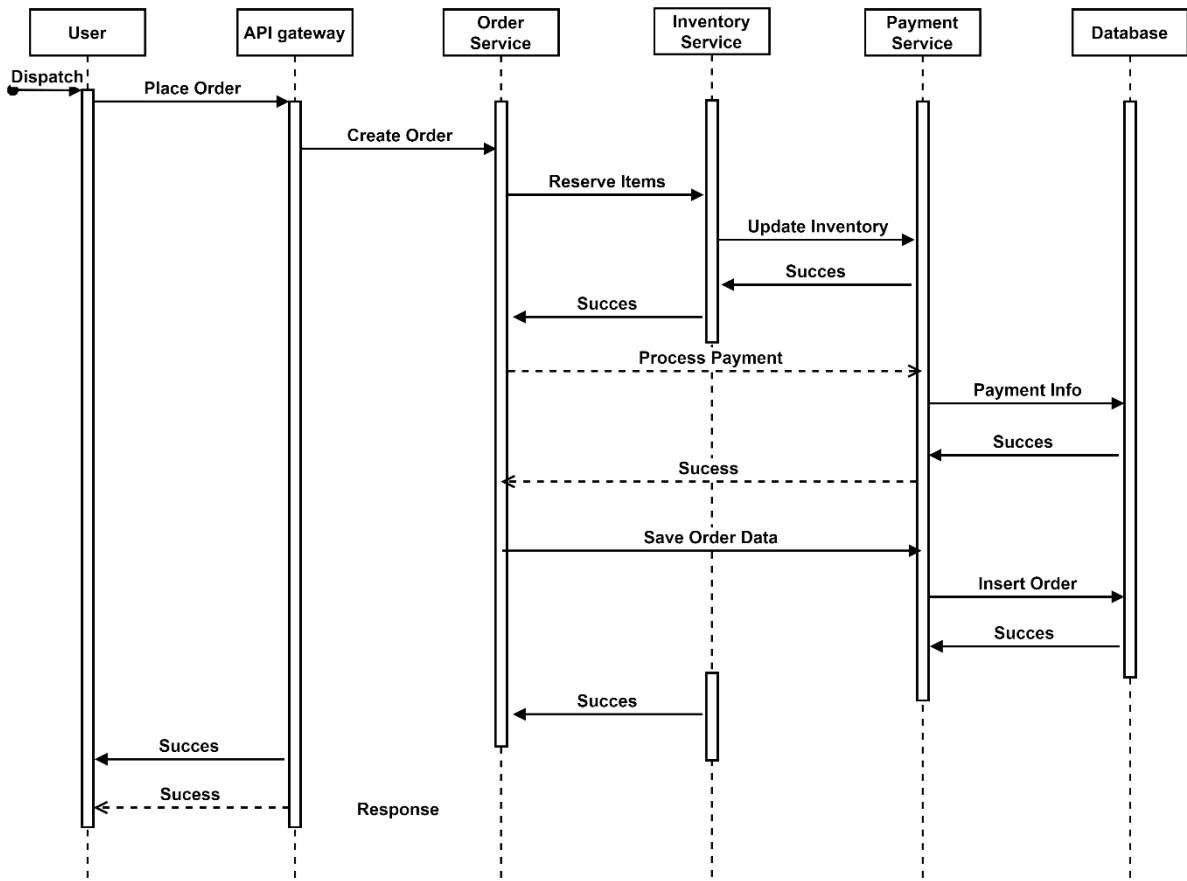 User
API gateway
Order
Service
Inventory
Service
Payment
Service
Database
Dispatch
Place Order
Create Order
Reserve Items
Update Inventory
Succes
Succes
Process Payment
Payment Info
Succes
Sucess
Save Order Data
Insert Order
Succes
Succes
Succes
Sucess
Response